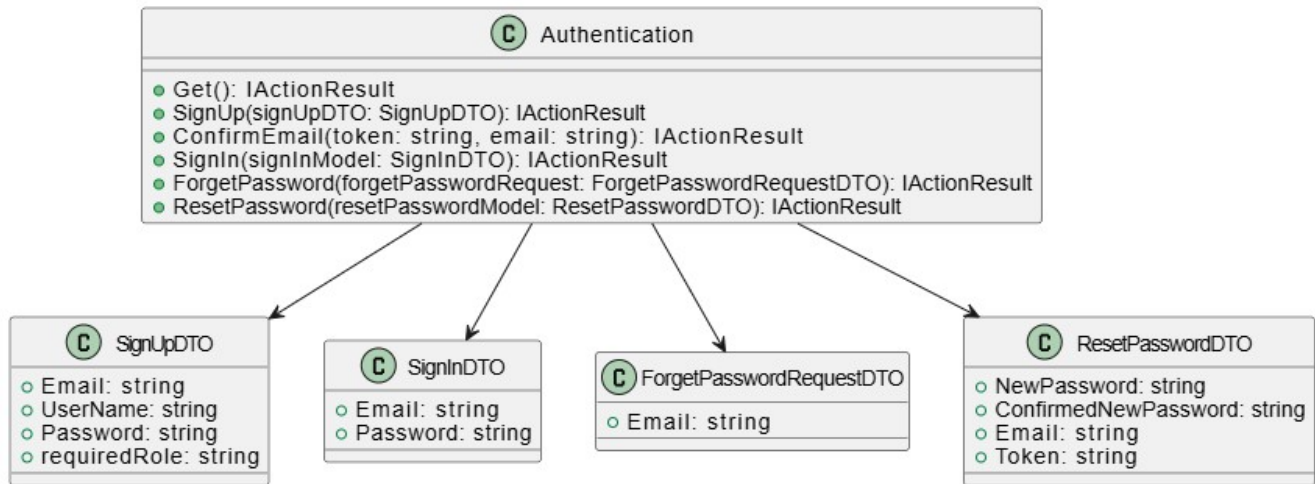 C Authentication
Get(): IActionResult
SignUp(signUpDTO: SignUpDTO): IActionResult
ConfirmEmail(token: string, email: string): IActionResult
SignIn(signInModel: SignInDTO): IActionResult
ForgetPassword(forgetPasswordRequest: ForgetPasswordRequestDTO): IActionResult
ResetPassword(resetPasswordModel: ResetPasswordDTO): IActionResult
C SignUpDTO
Email: string
UserName: string
Password: string
requiredRole: string
C SignInDTO
Email: string
Password: string
C ForgetPasswordRequestDTO
Email: string
C ResetPasswordDTO
NewPassword: string
ConfirmedNewPassword: string
Email: string
Token: string